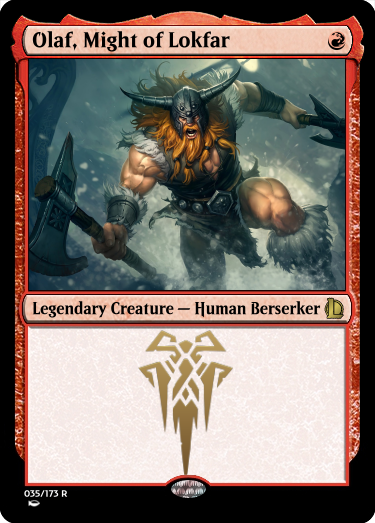 Olaf, Might of Lokfar
Legendary Creature — Human Berserker
035/173 R